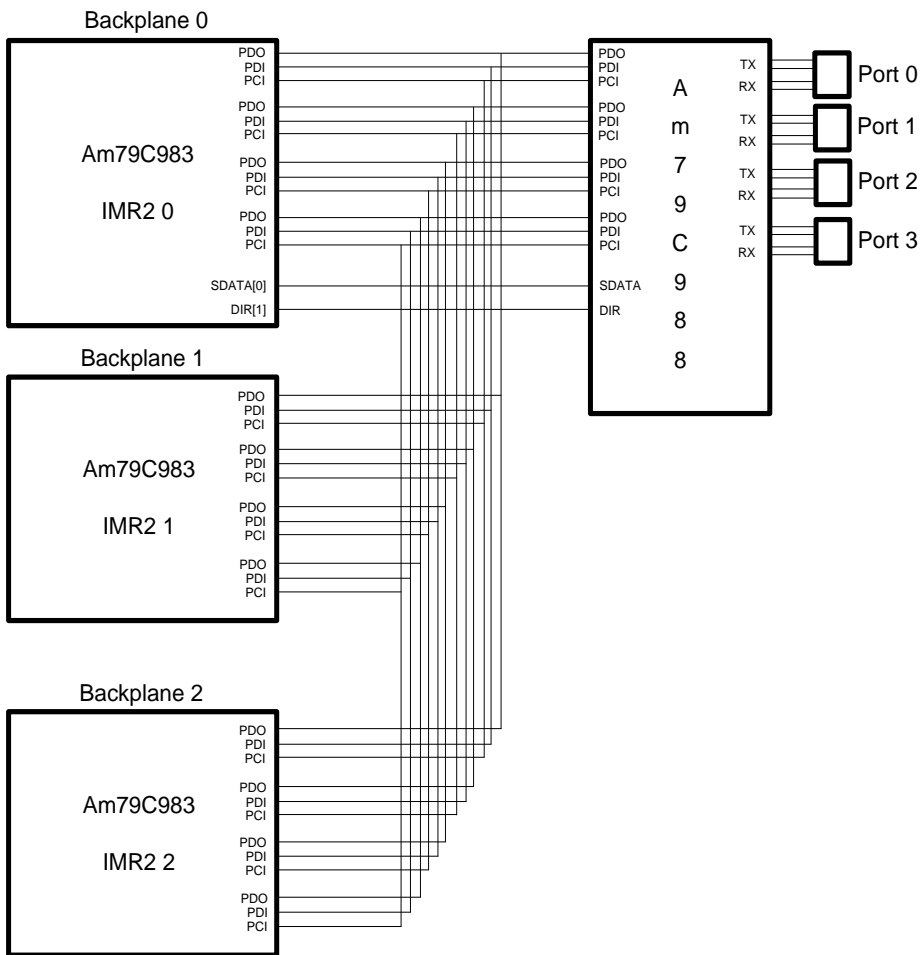 Backplane 0
Am79C983
IMR2 0
PDO
PDI
PCI
PDO
PDI
PCI
PDO
PDI
PCI
PDO
PDI
PCI
SDATA[0]
DIR[1]
PDO
PDI
PCI
PDO
PDI
PCI
PDO
PDI
PCI
PDO
PDI
PCI
SDATA
DIR
A
m
7
9
C
9
8
8
TX
RX
TX
RX
TX
RX
TX
RX
Port 0
Port 1
Port 2
Port 3
Backplane 1
Am79C983
IMR2 1
PDO
PDI
PCI
PDO
PDI
PCI
PDO
PDI
PCI
PDO
PDI
PCI
Backplane 2
Am79C983
IMR2 2
PDO
PDI
PCI
PDO
PDI
PCI
PDO
PDI
PCI
PDO
PDI
PCI